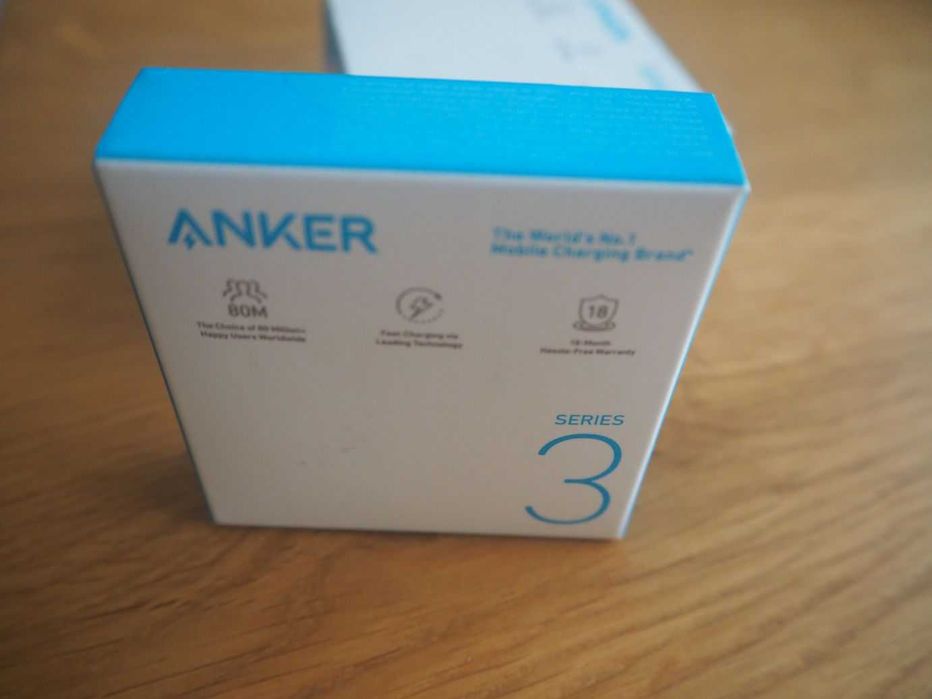 ANKER
The World's No.1
Mobile Charging Brand™
80M
The Choice of 80 Million+
Happy Users Worldwide
Fast Charging via
Leading Technology
18
18-Month
Hassle-Free Warranty
SERIES
3